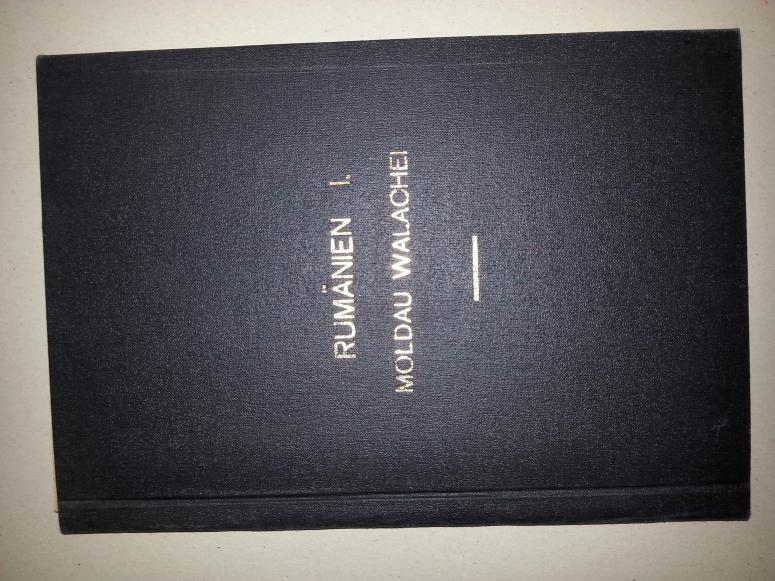 RUMÄNIEN I.
MOLDAU WALACHEI